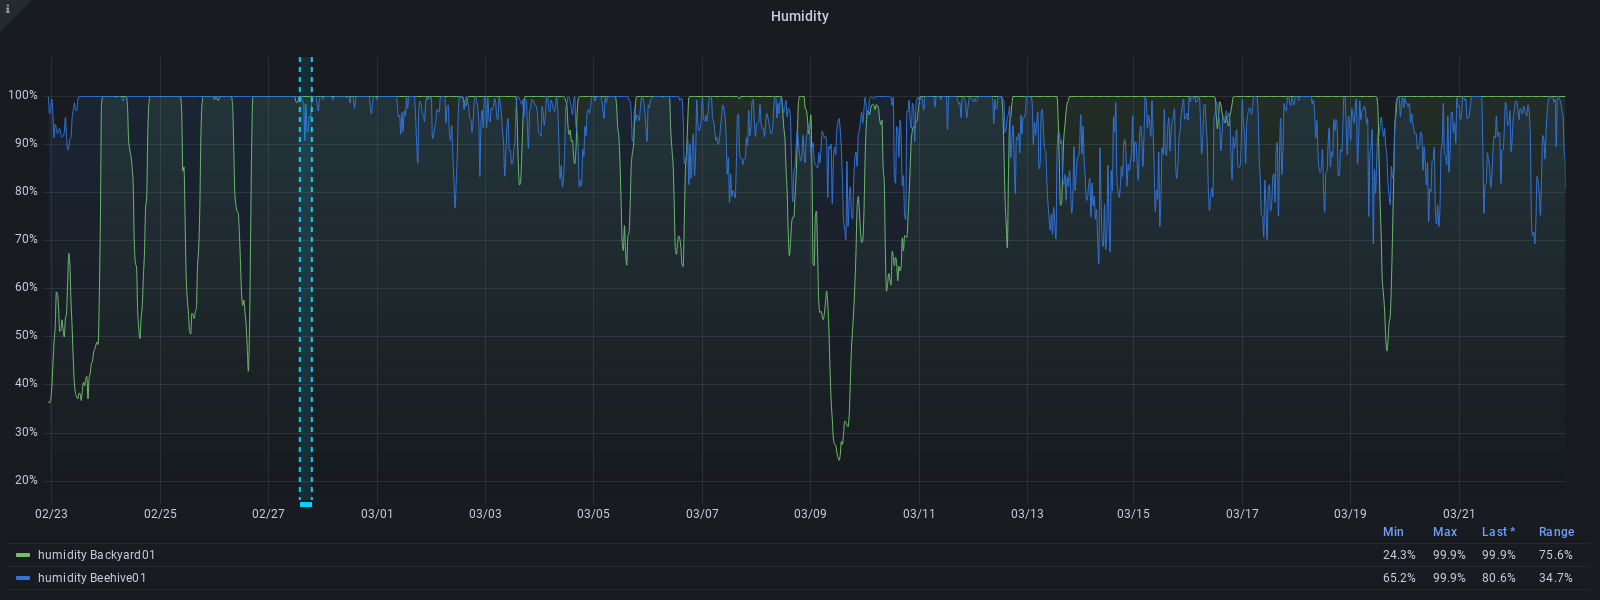 i
Humidity
100%
90%
80%
70%
60%
50%
40%
30%
20%
02/23 02/25 02/27 03/01 03/03 03/05 03/07 03/09 03/11 03/13 03/15 03/17 03/19 03/21
Min Max Last * Range
humidity Backyard01 24.3% 99.9% 99.9% 75.6%
humidity Beehive01 65.2% 99.9% 80.6% 34.7%